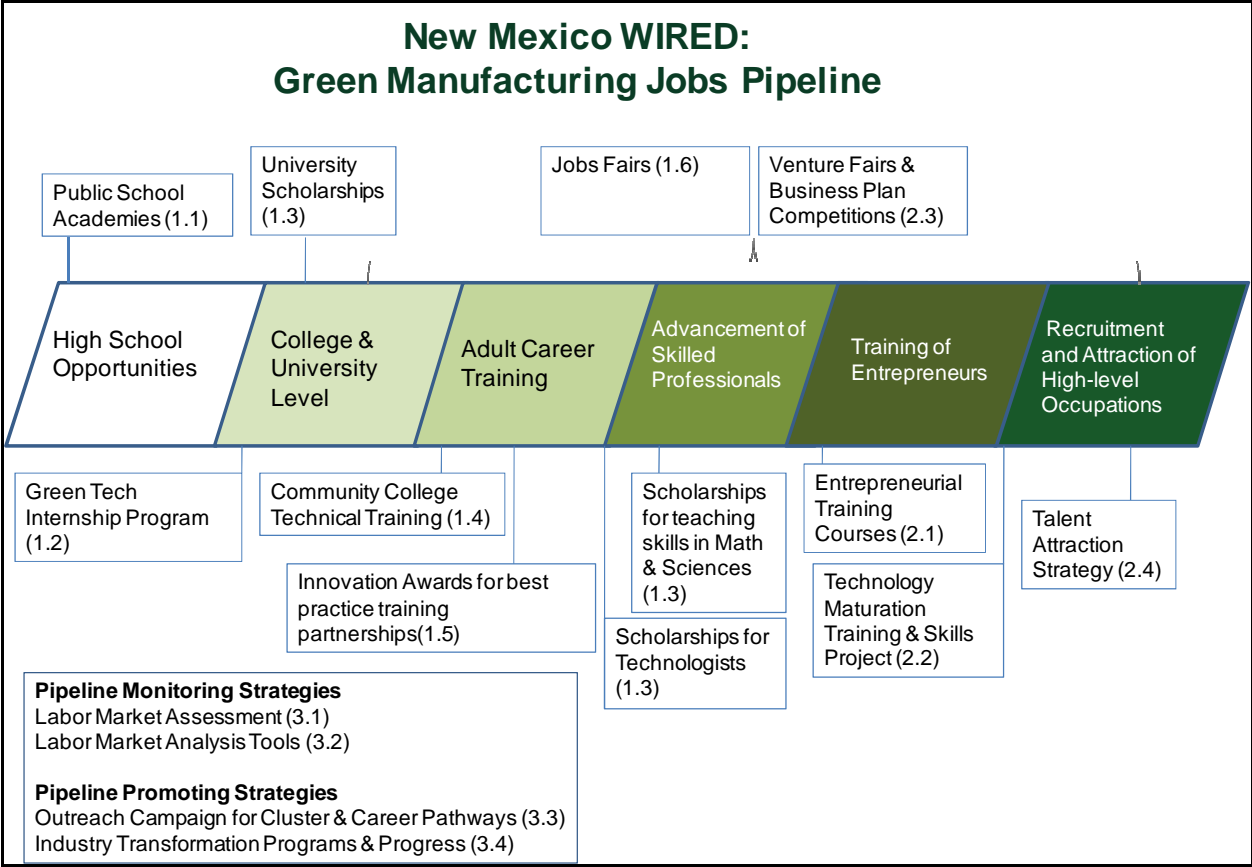 New Mexico WIRED:
Green Manufacturing Jobs Pipeline
Public School
Academies (1.1)
University
Scholarships
(1.3)
Jobs Fairs (1.6)
Venture Fairs &
Business Plan
Competitions (2.3)
High School
Opportunities
College &
University
Level
Adult Career
Training
Advancement of
Skilled
Professionals
Training of
Entrepreneurs
Recruitment
and Attraction of
High-level
Occupations
Green Tech
Internship Program
(1.2)
Community College
Technical Training (1.4)
Innovation Awards for best
practice training
partnerships(1.5)
Scholarships
for teaching
skills in Math
& Sciences
(1.3)
Scholarships for
Technologists
(1.3)
Entrepreneurial
Training
Courses (2.1)
Technology
Maturation
Training & Skills
Project (2.2)
Talent
Attraction
Strategy (2.4)
Pipeline Monitoring Strategies
Labor Market Assessment (3.1)
Labor Market Analysis Tools (3.2)
Pipeline Promoting Strategies
Outreach Campaign for Cluster & Career Pathways (3.3)
Industry Transformation Programs & Progress (3.4)